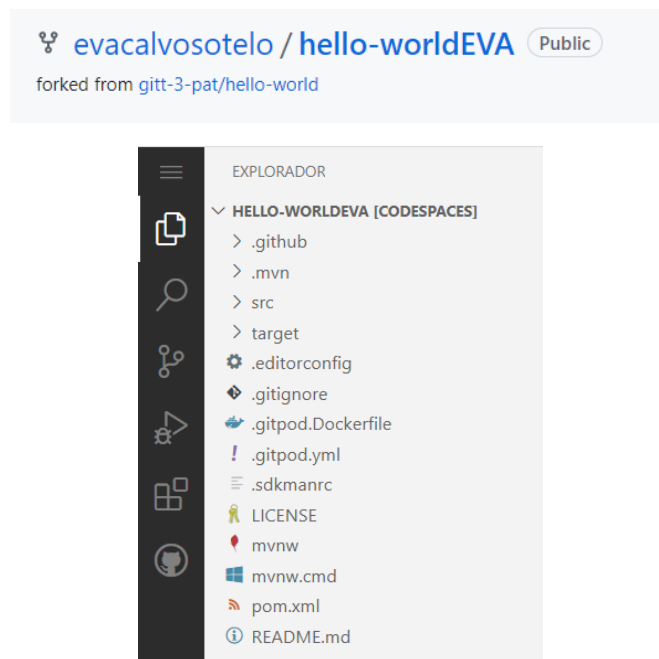 evacalvosotelo / hello-worldEVA Public
forked from gitt-3-pat/hello-world
EXPLORADOR
HELLO-WORLDEVA [CODESPACES]
.github
.mvn
src
target
.editorconfig
.gitignore
.gitpod.Dockerfile
.gitpod.yml
.sdkmanrc
LICENSE
mvnw
mvnw.cmd
pom.xml
README.md